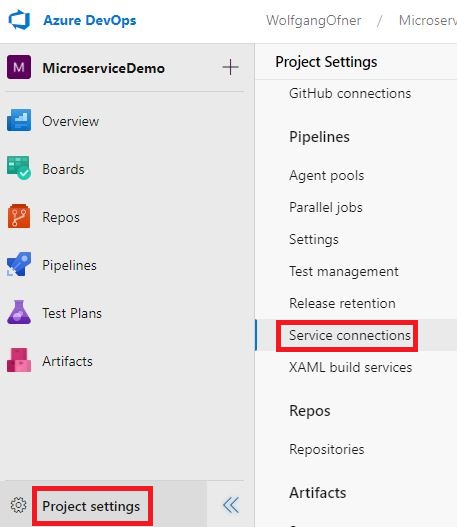 Azure DevOps
WolfgangOfner / Microserv
M MicroserviceDemo +
Overview
Boards
Repos
Pipelines
Test Plans
Artifacts
Project settings
Project Settings
GitHub connections
Pipelines
Agent pools
Parallel jobs
Settings
Test management
Release retention
Service connections
XAML build services
Repos
Repositories
Artifacts